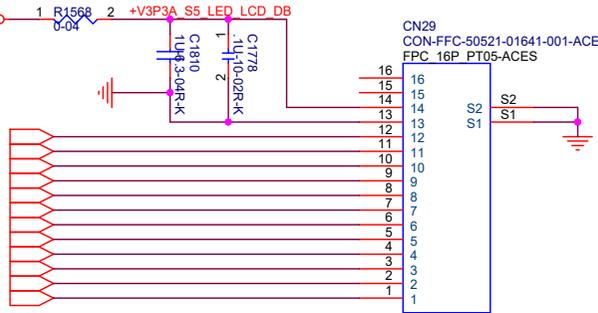 1 R1568 2
0-04
+V3P3A_S5_LED_LCD_DB
C1810
1U-6.3-04R-K
1
2
C1778
.1U-10-02R-K
CN29
CON-FFC-50521-01641-001-ACE
FPC_16P_PT05-ACES
16 16
15 15
14 14
13 13
12 12
11 11
10 10
9 9
8 8
7 7
6 6
5 5
4 4
3 3
2 2
1 1
S2 S2
S1 S1